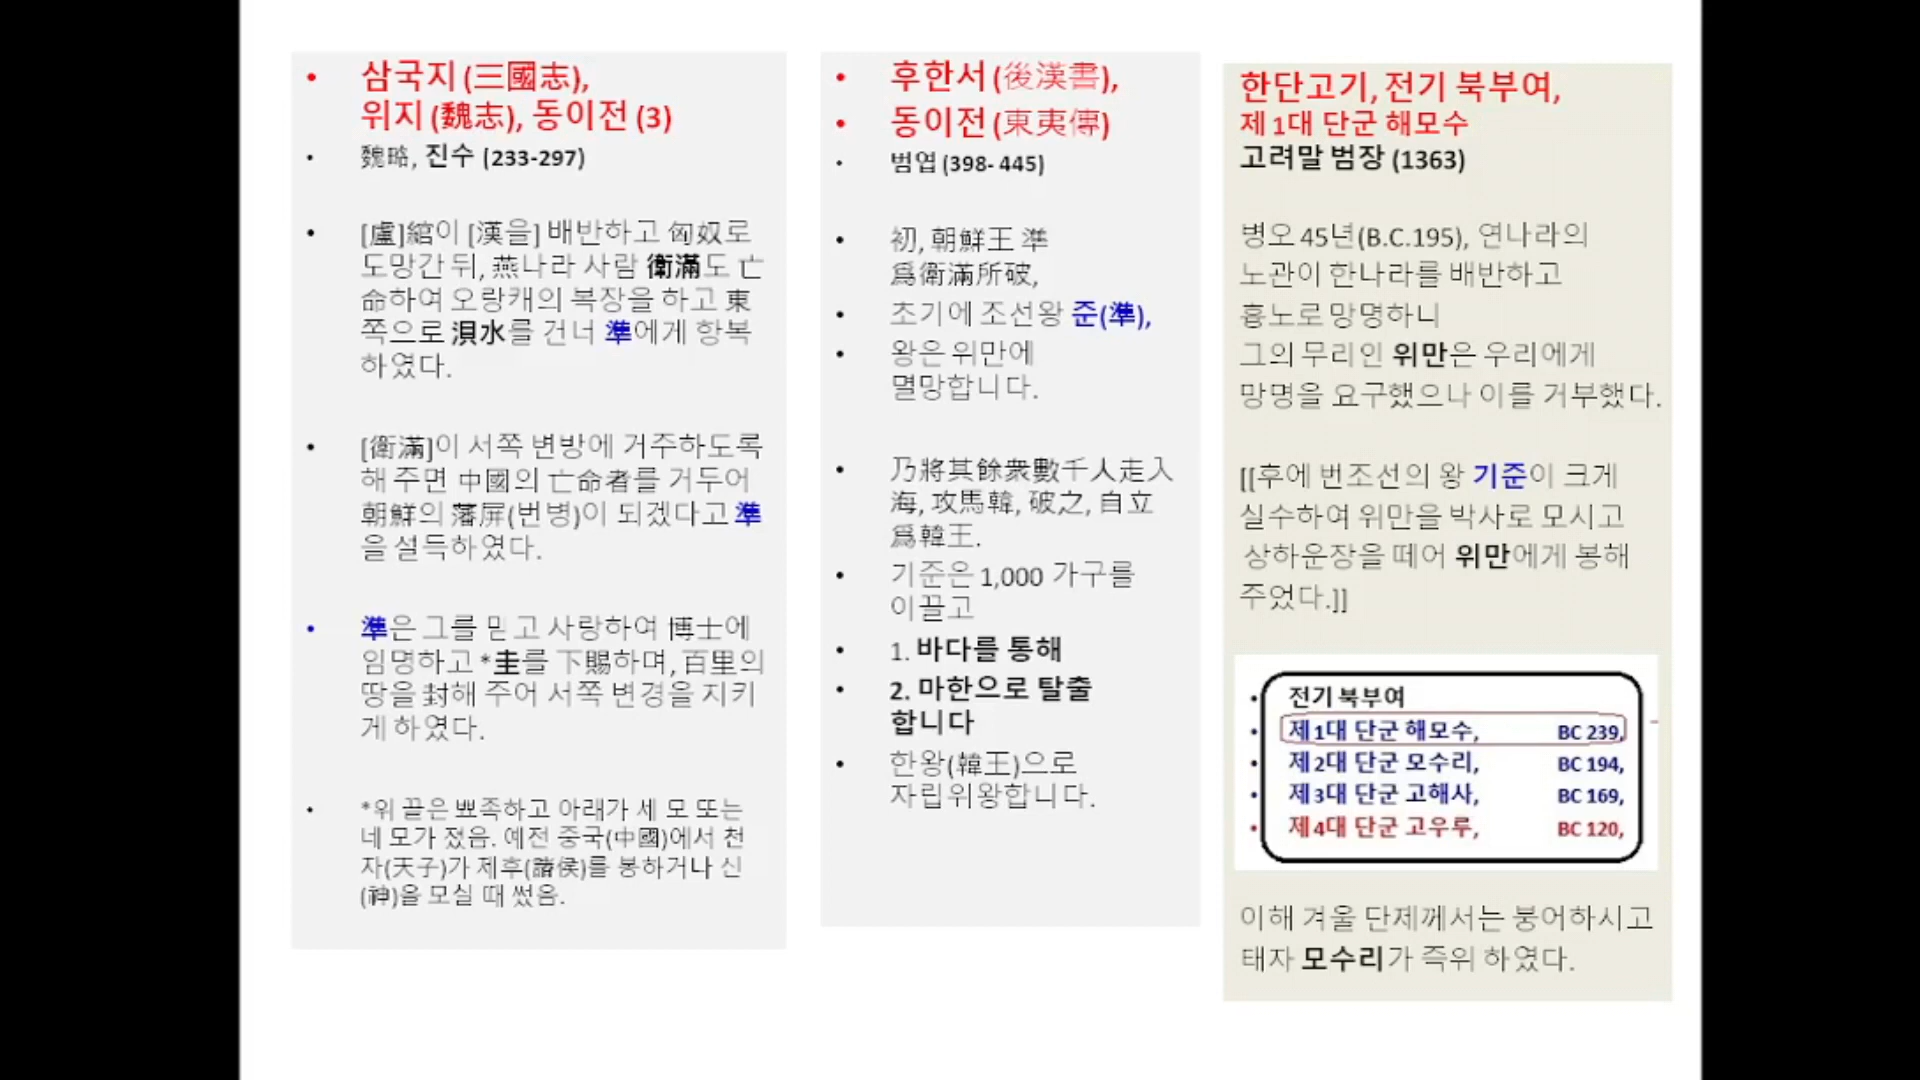 • 삼국지 (三國志),
위지 (魏志), 동이전 (3)
• 魏略, 진수 (233-297)
• [盧]綰이 [漢을] 배반하고 匈奴로
도망간 뒤, 燕나라 사람 衛滿도 亡
命하여 오랑캐의 복장을 하고 東
쪽으로 浿水를 건너 準에게 항복
하였다.
• [衛滿]이 서쪽 변방에 거주하도록
해 주면 中國의 亡命者를 거두어
朝鮮의 藩屛(번병)이 되겠다고 準
을 설득하였다.
• 準은 그를 믿고 사랑하여 博士에
임명하고 *圭를 下賜하며, 百里의
땅을 封해 주어 서쪽 변경을 지키
게 하였다.
• *위 끝은 뾰족하고 아래가 세 모 또는
네 모가 졌음. 예전 중국(中國)에서 천
자(天子)가 제후(諸侯)를 봉하거나 신
(神)을 모실 때 썼음.
• 후한서 (後漢書),
• 동이전 (東夷傳)
• 범엽 (398- 445)
• 初, 朝鮮王 準
爲衛滿所破,
• 초기에 조선왕 준(準),
• 왕은 위만에
멸망합니다.
• 乃將其餘衆數千人走入
海, 攻馬韓, 破之, 自立
爲韓王.
• 기준은 1,000 가구를
이끌고
• 1. 바다를 통해
• 2. 마한으로 탈출
합니다
• 한왕(韓王)으로
자립위왕합니다.
한단고기, 전기 북부여,
제 1대 단군 해모수
고려말 범장 (1363)
병오 45년(B.C.195), 연나라의
노관이 한나라를 배반하고
흉노로 망명하니
그의 무리인 위만은 우리에게
망명을 요구했으나 이를 거부했다.
[[후에 번조선의 왕 기준이 크게
실수하여 위만을 박사로 모시고
상하운장을 떼어 위만에게 봉해
주었다.]]
• 전기 북부여
• 제1대 단군 해모수, BC 239,
• 제2대 단군 모수리, BC 194,
• 제3대 단군 고해사, BC 169,
• 제4대 단군 고우루, BC 120,
이해 겨울 단제께서는 붕어하시고
태자 모수리가 즉위 하였다.